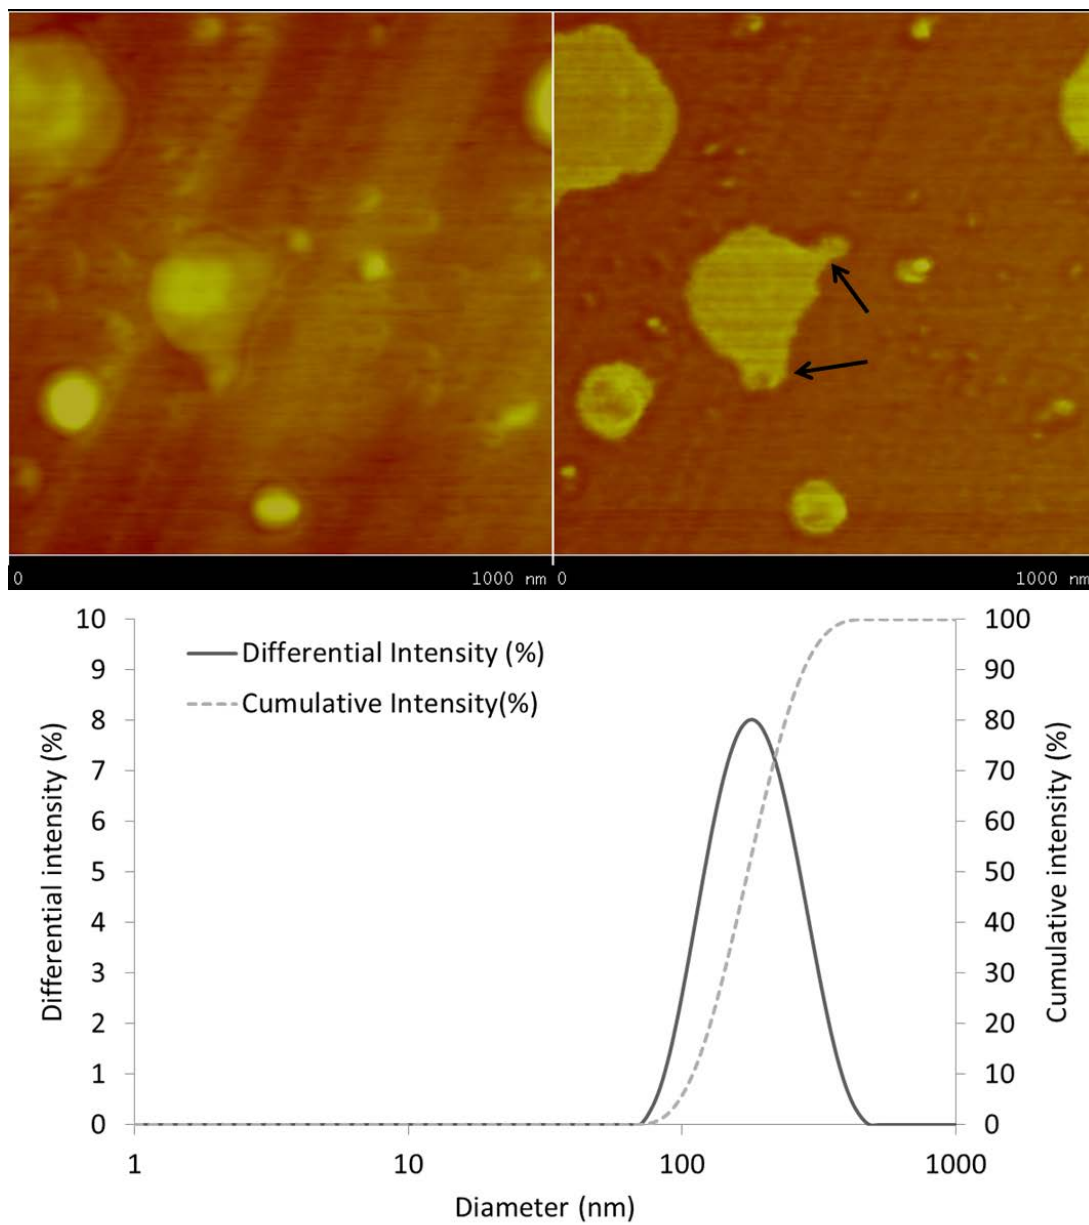 0 1000 nm 0 1000 nm
10 100
9 Differential Intensity (%) 90
8 Cumulative Intensity(%) 80
7 70
6 60
5 50
4 40
3 30
2 20
1 10
0 0
Differential intensity (%)
Cumulative intensity (%)
1 10 100 1000
Diameter (nm)